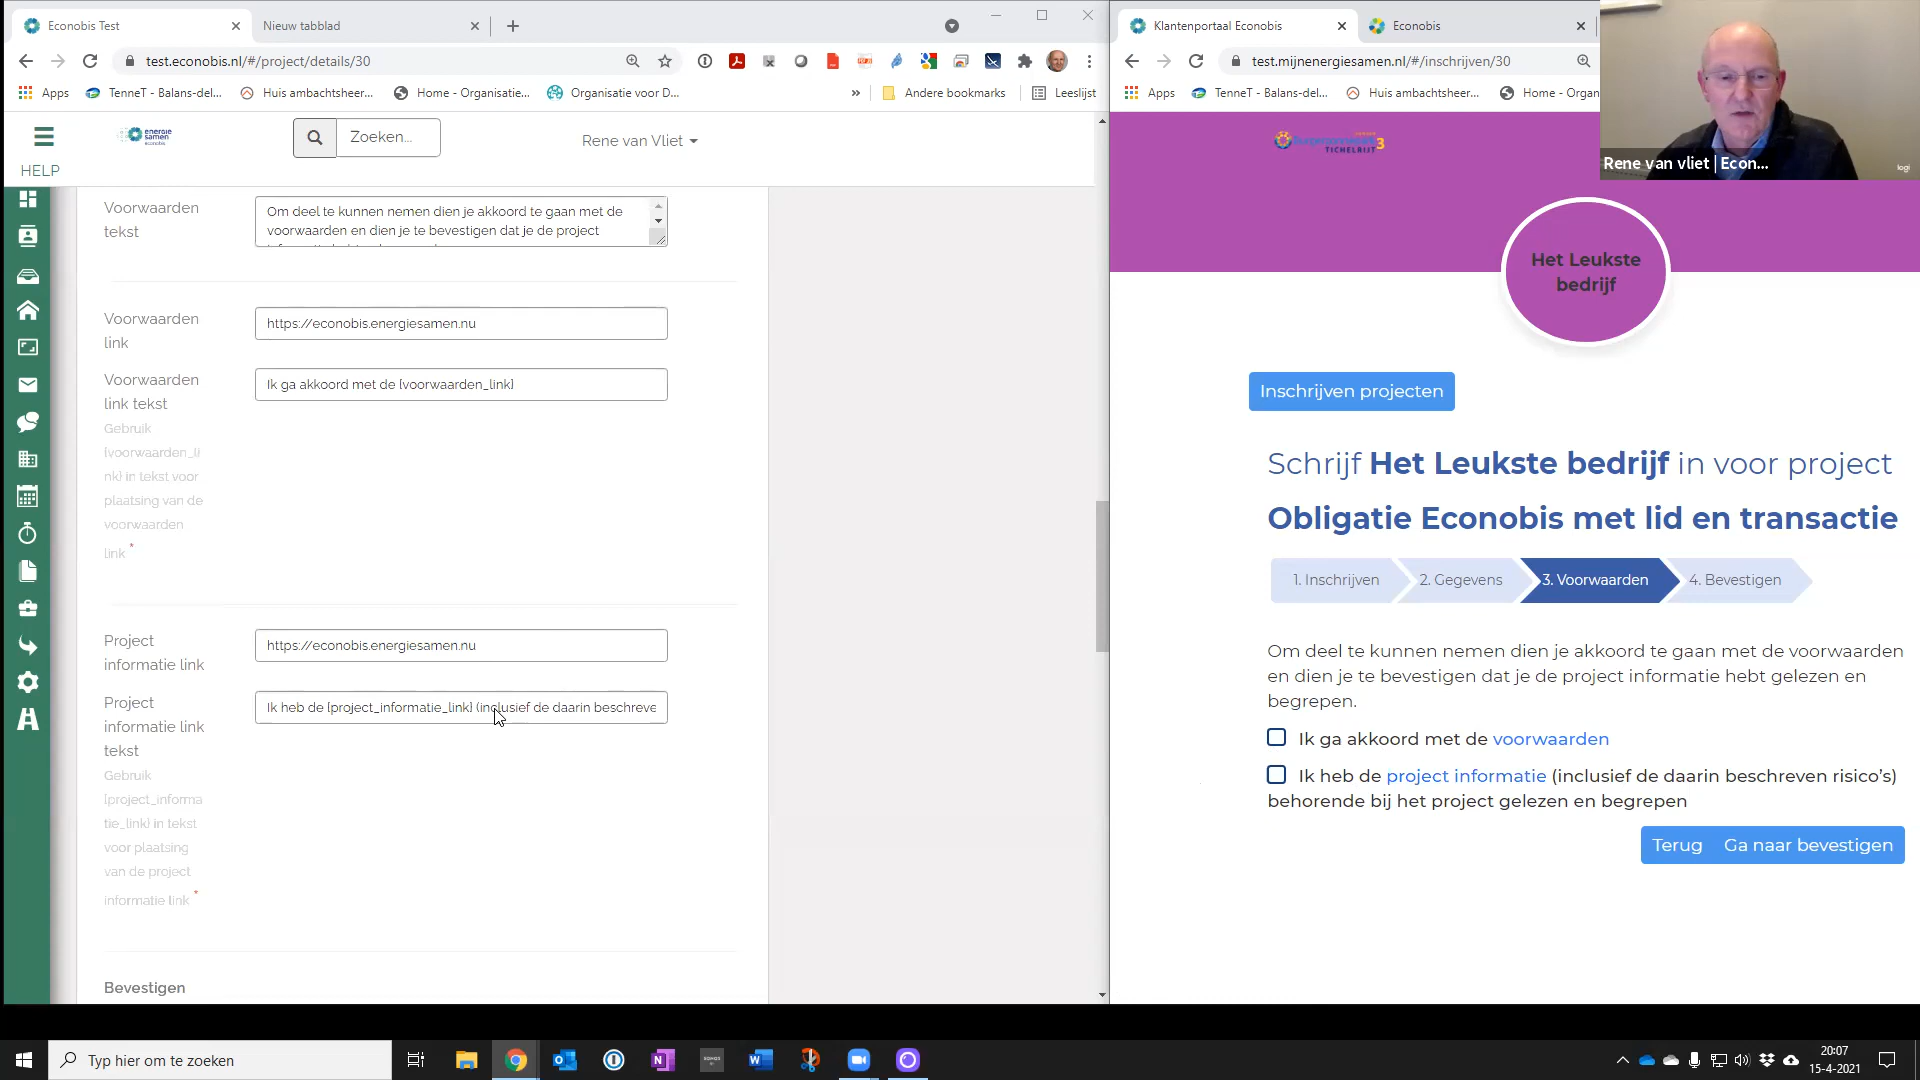 Econobis Test
Nieuw tabblad
test.econobis.nl/#/project/details/30
Apps
TenneT - Balans-del...
Huis ambachtsheer...
Home - Organisatie...
Organisatie voor D...
»
Andere bookmarks
Leeslijst
HELP
energie
samen
econobis
Zoeken...
Rene van Vliet
Voorwaarden
tekst
Om deel te kunnen nemen dien je akkoord te gaan met de
voorwaarden en dien je te bevestigen dat je de project
Voorwaarden
link
https://econobis.energiesamen.nu
Voorwaarden
link tekst
Gebruik
{voorwaarden_li
nk} in tekst voor
plaatsing van de
voorwaarden
link *
Ik ga akkoord met de {voorwaarden_link}
Project
informatie link
https://econobis.energiesamen.nu
Project
informatie link
tekst
Gebruik
{project_informa
tie_link} in tekst
voor plaatsing
van de project
informatie link *
Ik heb de {project_informatie_link} (inclusief de daarin beschreve
Bevestigen
Klantenportaal Econobis
Econobis
test.mijnenergiesamen.nl/#/inschrijven/30
Apps
TenneT - Balans-del...
Huis ambachtsheer...
Home - Organ
Rene van vliet | Econ...
logi
TICHELRIJT 3
Het Leukste
bedrijf
Inschrijven projecten
Schrijf Het Leukste bedrijf in voor project
Obligatie Econobis met lid en transactie
1. Inschrijven
2. Gegevens
3. Voorwaarden
4. Bevestigen
Om deel te kunnen nemen dien je akkoord te gaan met de voorwaarden
en dien je te bevestigen dat je de project informatie hebt gelezen en
begrepen.
Ik ga akkoord met de voorwaarden
Ik heb de project informatie (inclusief de daarin beschreven risico's)
behorende bij het project gelezen en begrepen
Terug
Ga naar bevestigen
Typ hier om te zoeken
SONOS
20:07
15-4-2021